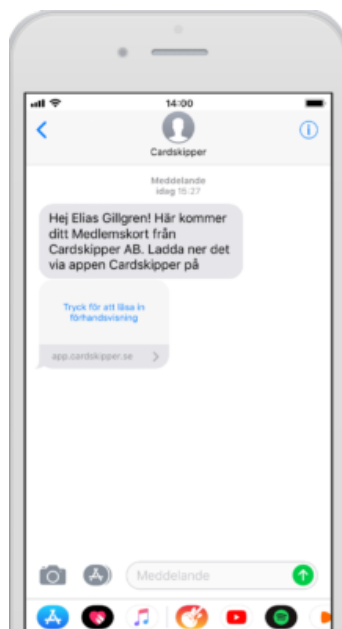 14:00
Cardskipper
Meddelande
idag 15:27
Hej Elias Gillgren! Här kommer
ditt Medlemskort från
Cardskipper AB. Ladda ner det
via appen Cardskipper på
Tryck för att läsa in
förhandsvisning
app.cardskipper.se
Meddelande